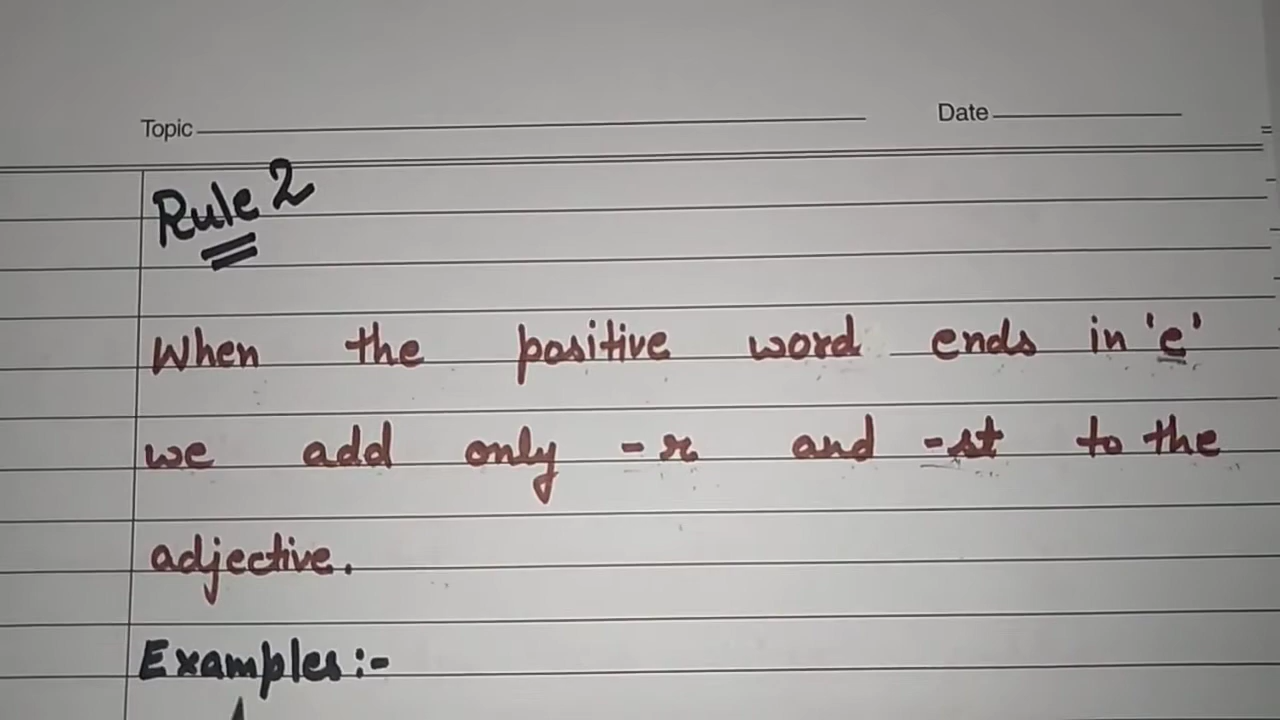 Topic Date
Rule 2
When the positive word ends in 'e'
we add only -r and -st to the
adjective.
Examples:-